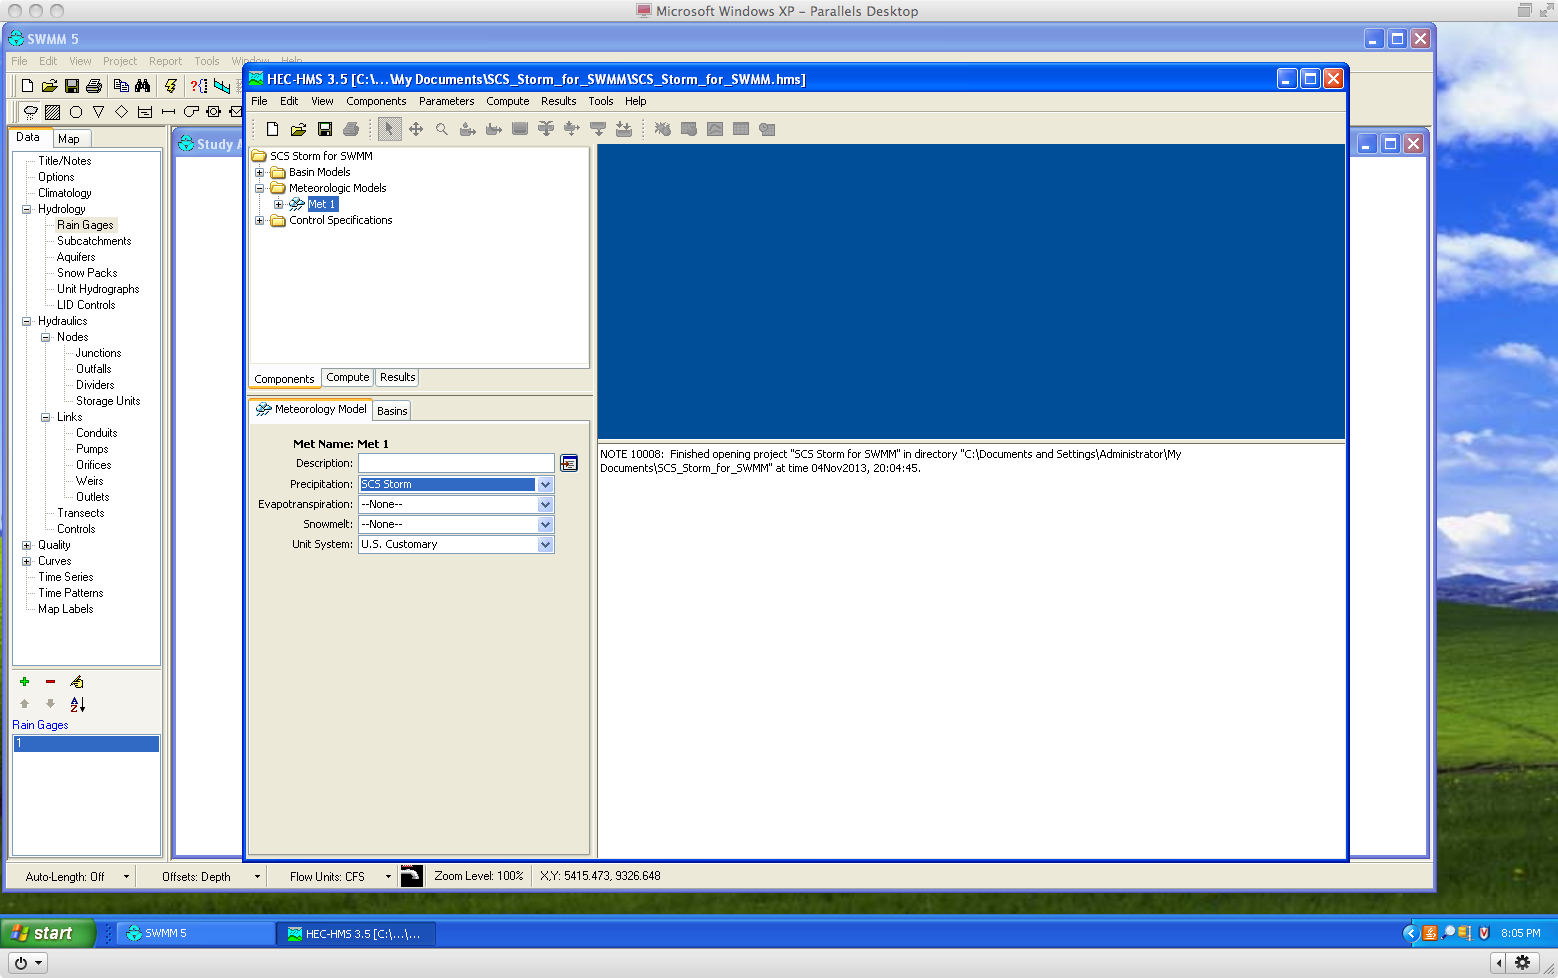 Microsoft Windows XP - Parallels Desktop
SWMM 5
File Edit View Project Report Tools Window Help
HEC-HMS 3.5 [C:\...\My Documents\SCS_Storm_for_SWMM\SCS_Storm_for_SWMM.hms]
File Edit View Components Parameters Compute Results Tools Help
Data Map
Study A
Title/Notes
Options
Climatology
Hydrology
Rain Gages
Subcatchments
Aquifers
Snow Packs
Unit Hydrographs
LID Controls
Hydraulics
Nodes
Junctions
Outfalls
Dividers
Storage Units
Links
Conduits
Pumps
Orifices
Weirs
Outlets
Transects
Controls
Quality
Curves
Time Series
Time Patterns
Map Labels
Rain Gages
1
SCS Storm for SWMM
Basin Models
Meteorologic Models
Met 1
Control Specifications
Components Compute Results
Meteorology Model Basins
Met Name: Met 1
Description:
Precipitation: SCS Storm
Evapotranspiration: --None--
Snowmelt: --None--
Unit System: U.S. Customary
NOTE 10008: Finished opening project "SCS Storm for SWMM" in directory "C:\Documents and Settings\Administrator\My
Documents\SCS_Storm_for_SWMM" at time 04Nov2013, 20:04:45.
Auto-Length: Off Offsets: Depth Flow Units: CFS Zoom Level: 100% X,Y: 5415.473, 9326.648
start SWMM 5 HEC-HMS 3.5 [C:\...\... 8:05 PM